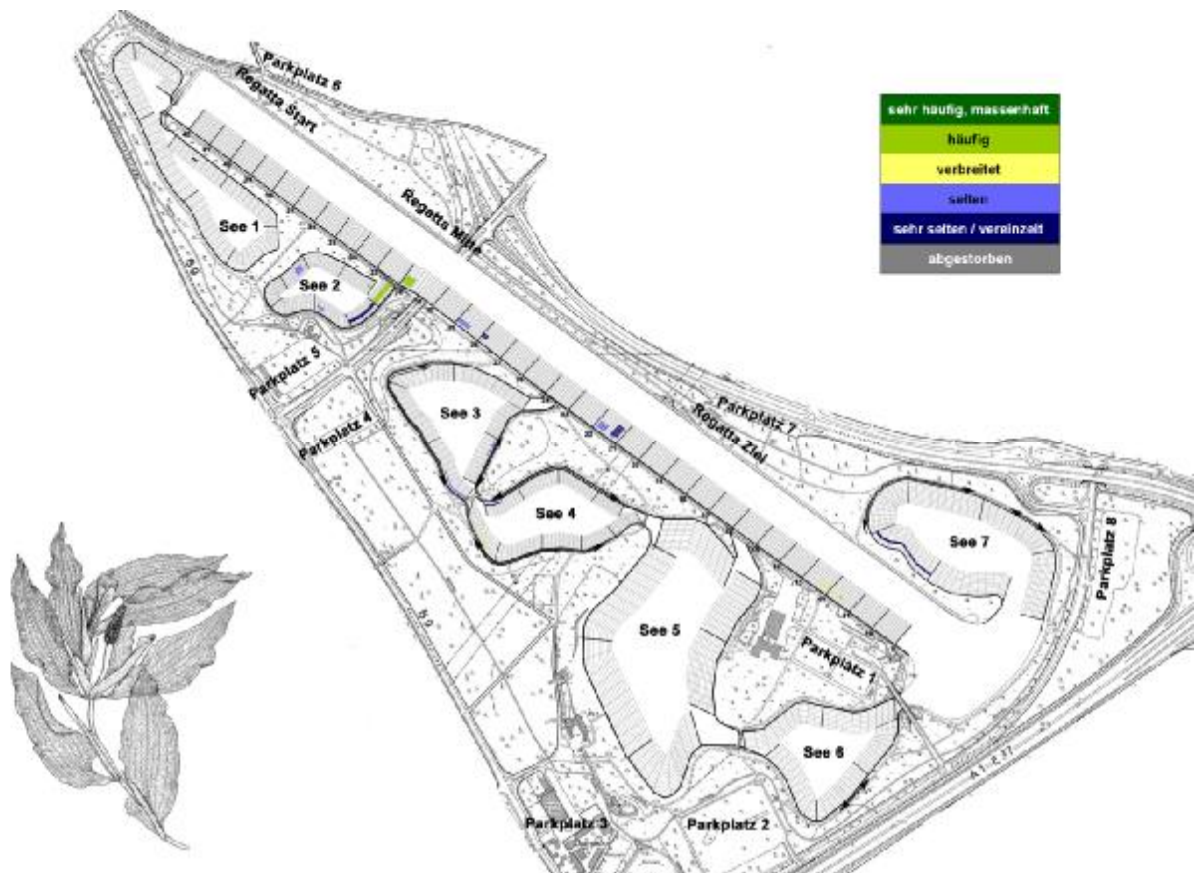 Parkplatz 6
Regatta Start
Regatta Mitte
sehr häufig, massenhaft
häufig
verbreitet
selten
sehr selten / vereinzelt
abgestorben
See 1
See 2
Parkplatz 5
Parkplatz 4
See 3
Parkplatz 7
Regatta Ziel
See 4
See 7
Parkplatz 8
See 5
Parkplatz 1
See 6
Parkplatz 3
Parkplatz 2